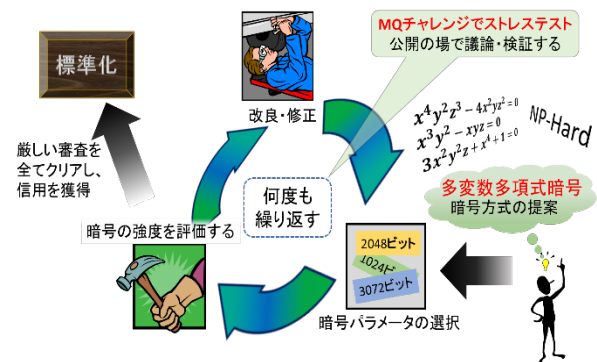 標準化
MQチャレンジでストレステスト
公開の場で議論・検証する
改良・修正
x⁴y²z³ − 4x²yz² = 0
x³y² − xyz = 0
3x²y²z + x⁴ + 1 = 0
NP-Hard
厳しい審査を
全てクリアし、
信用を獲得
何度も
繰り返す
多変数多項式暗号
暗号方式の提案
暗号の強度を評価する
2048ビット
1024ビ
3072ビット
暗号パラメータの選択